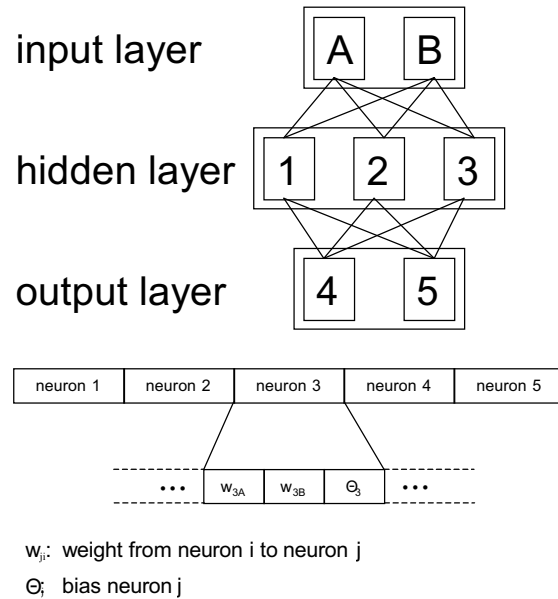 input layer
A B
hidden layer
1 2 3
output layer
4 5
neuron 1 neuron 2 neuron 3 neuron 4 neuron 5
••• w3A w3B Θ3 •••
wji: weight from neuron i to neuron j
Θj: bias neuron j